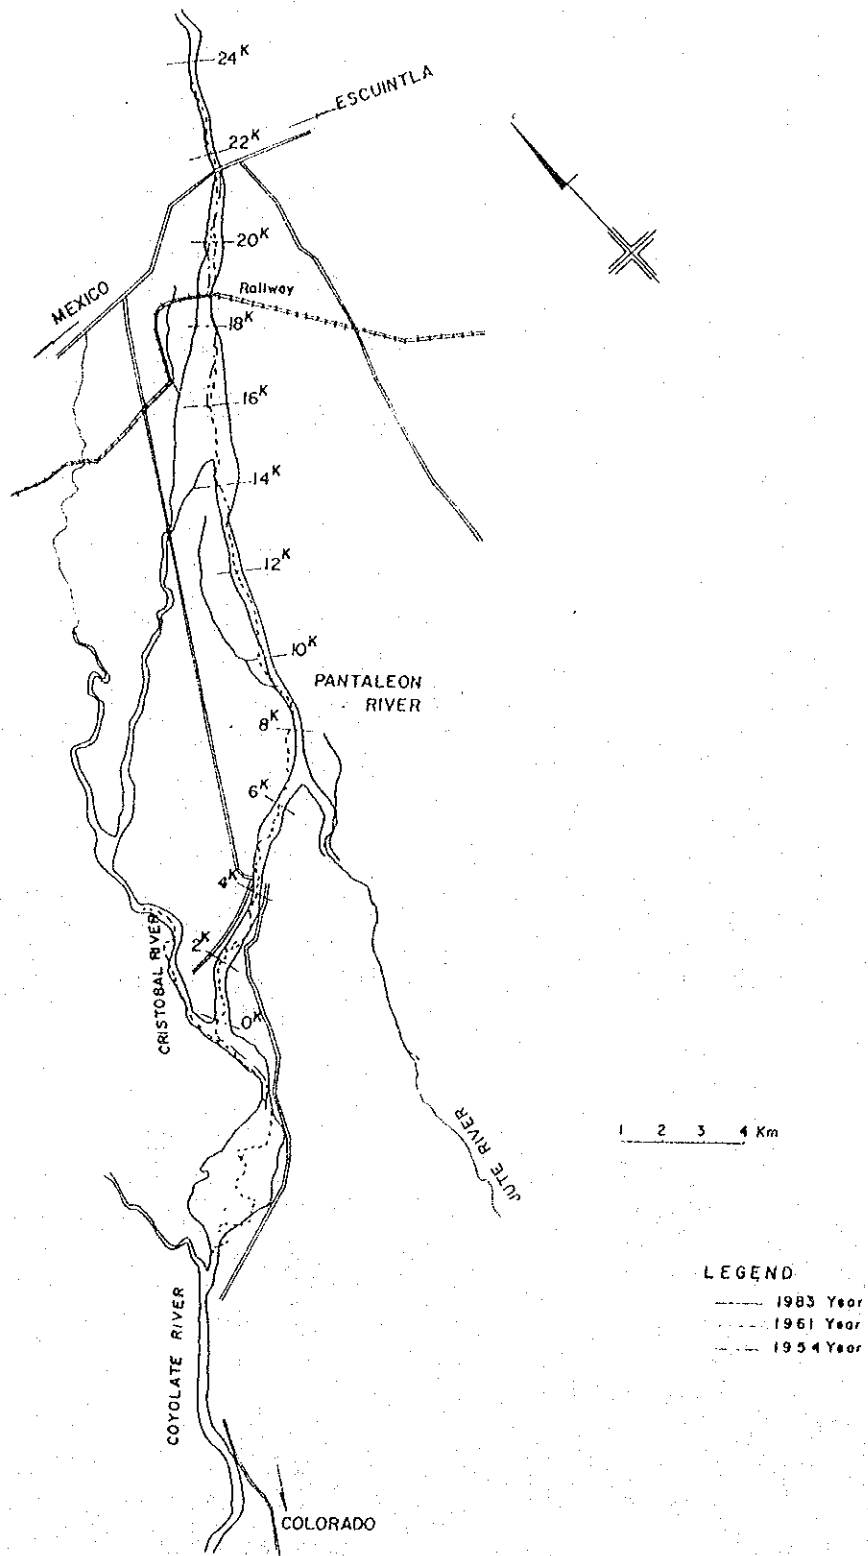 24K
ESCUINTLA
22K
20K
MEXICO
Railway
18K
16K
14K
12K
10K
PANTALEON
RIVER
8K
6K
4K
2K
CRISTOBAL RIVER
0K
JUTE RIVER
1 2 3 4 Km
LEGEND
1983 Year
1961 Year
1954 Year
COYOLATE RIVER
COLORADO